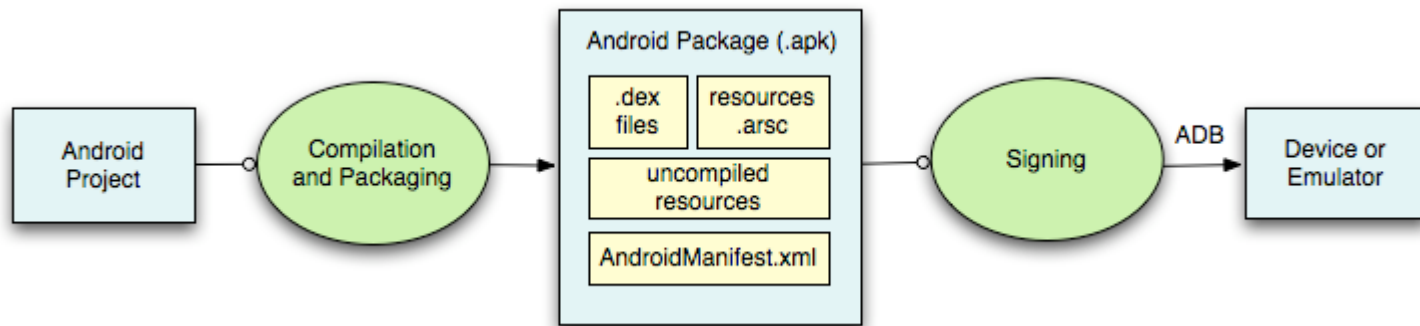 Android
Project
Compilation
and Packaging
Android Package (.apk)
.dex
files
resources
.arsc
uncompiled
resources
AndroidManifest.xml
Signing
ADB
Device or
Emulator